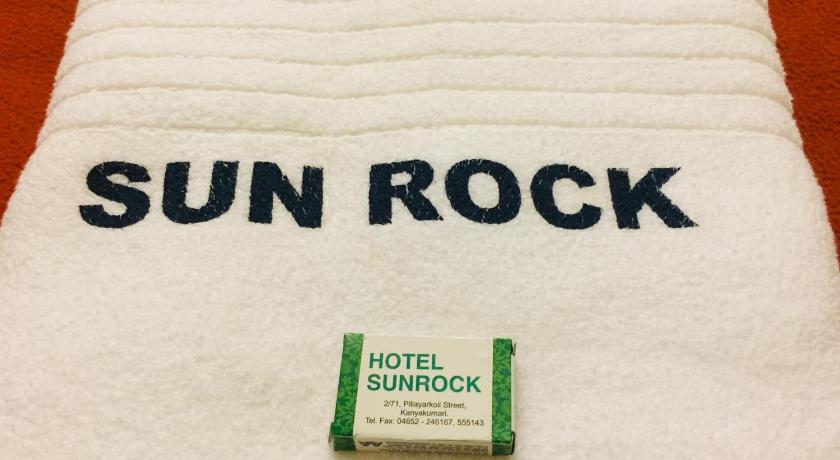 SUN ROCK
HOTEL
SUNROCK
2/71, Pillayarkoil Street,
Kanyakumari.
Tel. Fax: 04652 - 246167, 555143